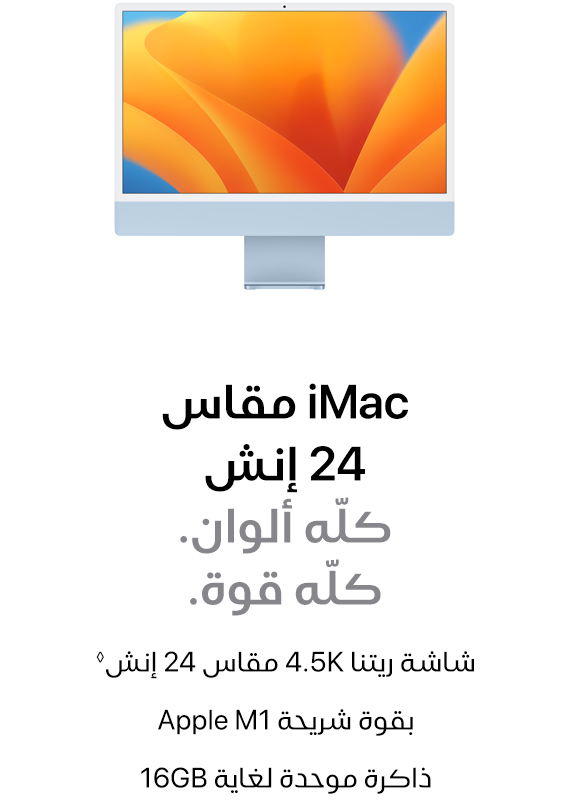 iMac مقاس
24 إنش
كلّه ألوان.
كلّه قوة.
شاشة ريتنا 4.5K مقاس 24 إنش◊
بقوة شريحة Apple M1
ذاكرة موحدة لغاية 16GB